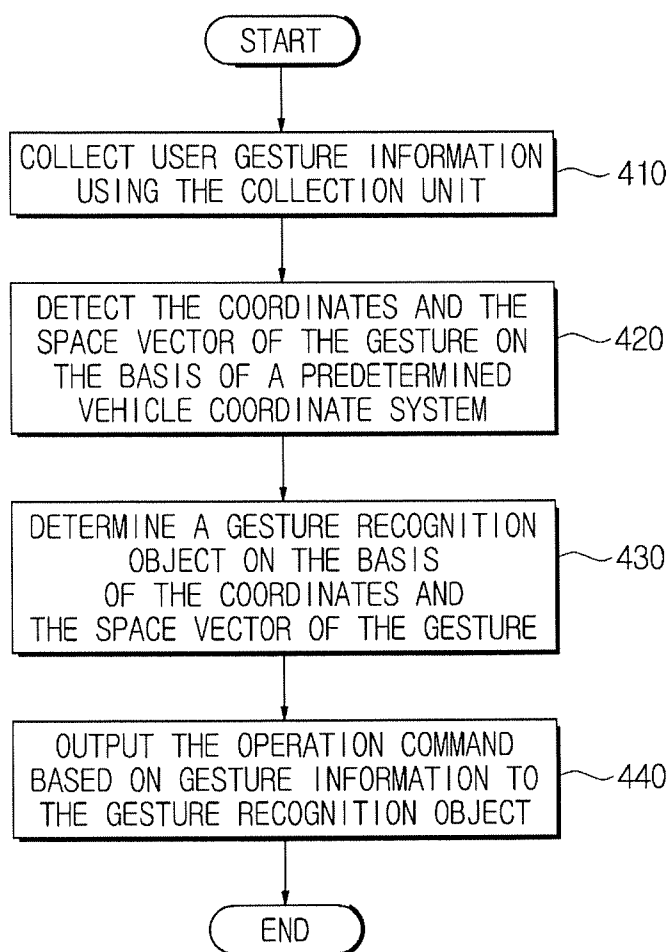 START
COLLECT USER GESTURE INFORMATION
USING THE COLLECTION UNIT
410
DETECT THE COORDINATES AND THE
SPACE VECTOR OF THE GESTURE ON
THE BASIS OF A PREDETERMINED
VEHICLE COORDINATE SYSTEM
420
DETERMINE A GESTURE RECOGNITION
OBJECT ON THE BASIS
OF THE COORDINATES AND
THE SPACE VECTOR OF THE GESTURE
430
OUTPUT THE OPERATION COMMAND
BASED ON GESTURE INFORMATION TO
THE GESTURE RECOGNITION OBJECT
440
END